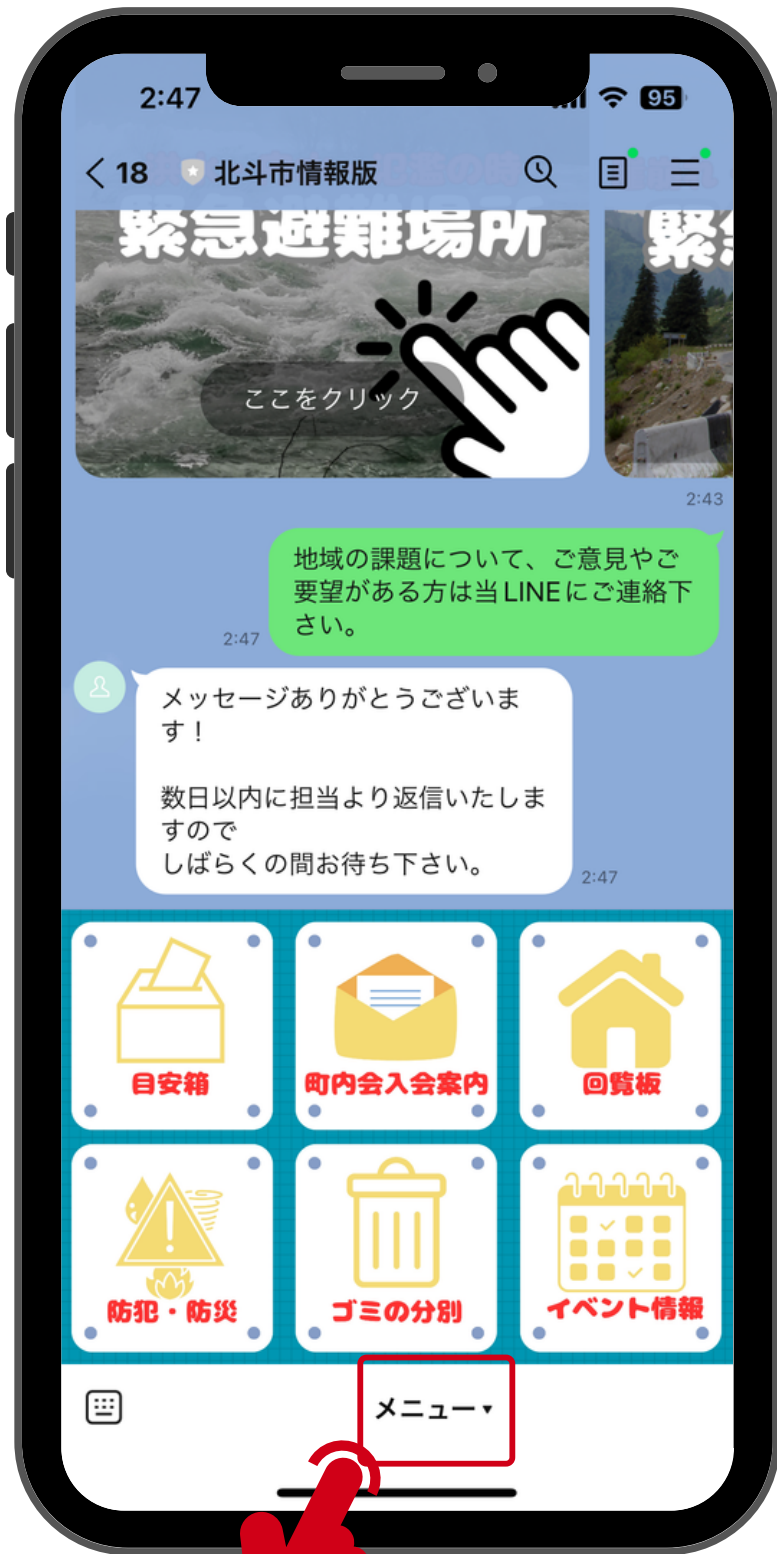 2:47
95
18
北斗市情報版
緊急避難場所
緊
ここをクリック
2:43
地域の課題について、ご意見やご
要望がある方は当LINEにご連絡下
さい。
2:47
メッセージありがとうございま
す！
数日以内に担当より返信いたしま
すので
しばらくの間お待ち下さい。
2:47
目安箱
町内会入会案内
回覧板
防犯・防災
ゴミの分別
イベント情報
メニュー▾